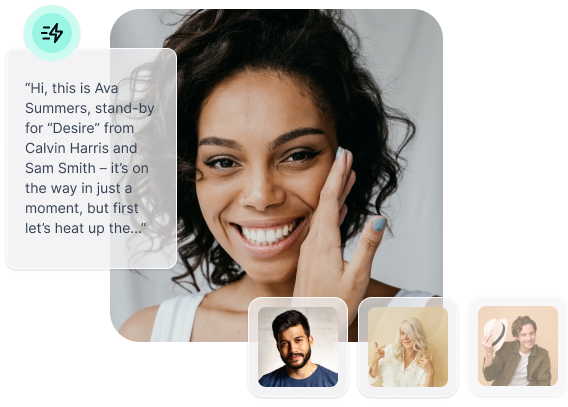 “Hi, this is Ava
Summers, stand-by
for “Desire” from
Calvin Harris and
Sam Smith – it’s on
the way in just a
moment, but first
let’s heat up the...”